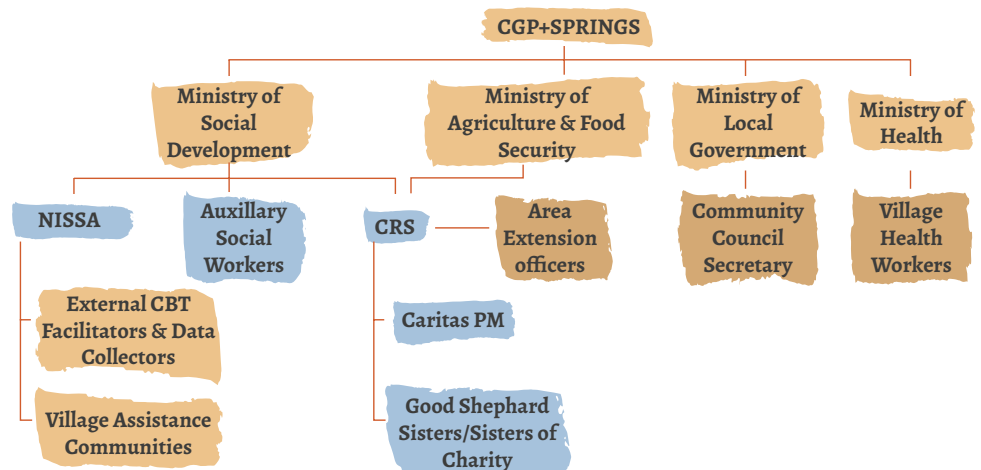 CGP+SPRINGS
Ministry of
Social
Development
Ministry of
Agriculture & Food
Security
Ministry of
Local
Government
Ministry of
Health
NISSA
Auxillary
Social
Workers
CRS
Area
Extension
officers
Community
Council
Secretary
Village
Health
Workers
External CBT
Facilitators & Data
Collectors
Caritas PM
Village Assistance
Communities
Good Shephard
Sisters/Sisters of
Charity